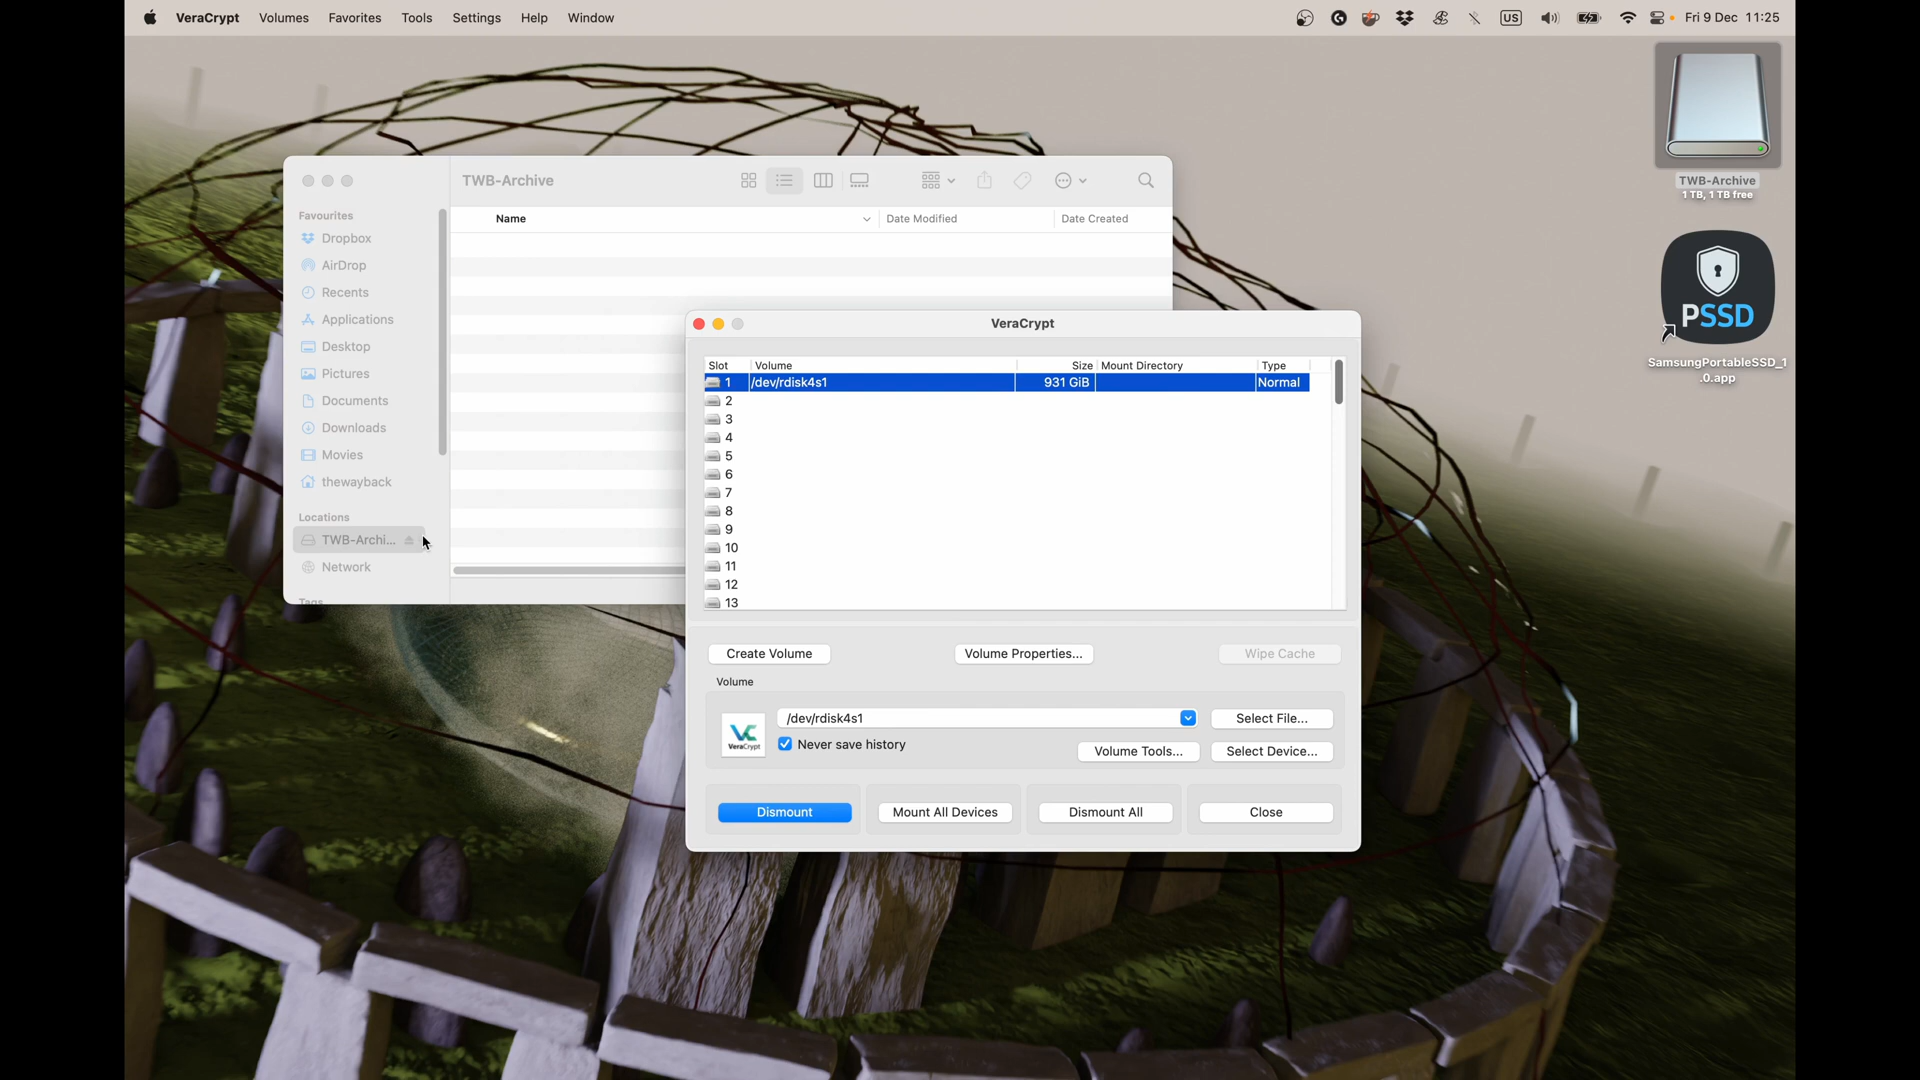 VeraCrypt Volumes Favorites Tools Settings Help Window US Fri 9 Dec 11:25
TWB-Archive
1 TB, 1 TB free
PSSD
SamsungPortableSSD_1
.0.app
TWB-Archive
Favourites
Dropbox
AirDrop
Recents
Applications
Desktop
Pictures
Documents
Downloads
Movies
thewayback
Locations
TWB-Archi...
Network
Tags
Name Date Modified Date Created
VeraCrypt
Slot Volume Size Mount Directory Type
1 /dev/rdisk4s1 931 GiB Normal
2
3
4
5
6
7
8
9
10
11
12
13
Create Volume Volume Properties... Wipe Cache
Volume
VeraCrypt
/dev/rdisk4s1 Select File...
Never save history Volume Tools... Select Device...
Dismount Mount All Devices Dismount All Close